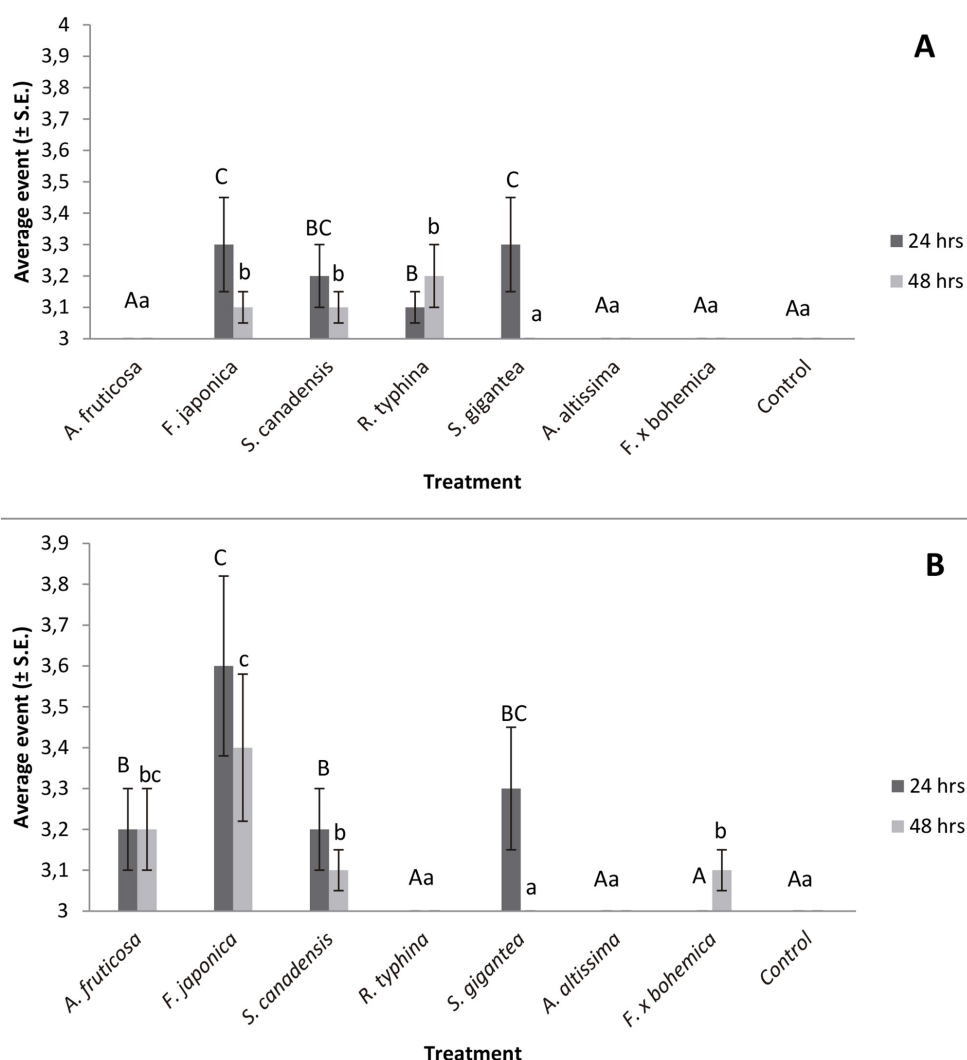 A
4
3,9
3,8
3,7
3,6
3,5
3,4
3,3
3,2
3,1
3
Average event (± S.E.)
Aa
C
b
BC
b
B
b
C
a
Aa
Aa
Aa
24 hrs
48 hrs
A. fruticosa
F. japonica
S. canadensis
R. typhina
S. gigantea
A. altissima
F. x bohemica
Control
Treatment
B
3,9
3,8
3,7
3,6
3,5
3,4
3,3
3,2
3,1
3
Average event (± S.E.)
B
bc
C
c
B
b
Aa
BC
a
Aa
A
b
Aa
24 hrs
48 hrs
A. fruticosa
F. japonica
S. canadensis
R. typhina
S. gigantea
A. altissima
F. x bohemica
Control
Treatment